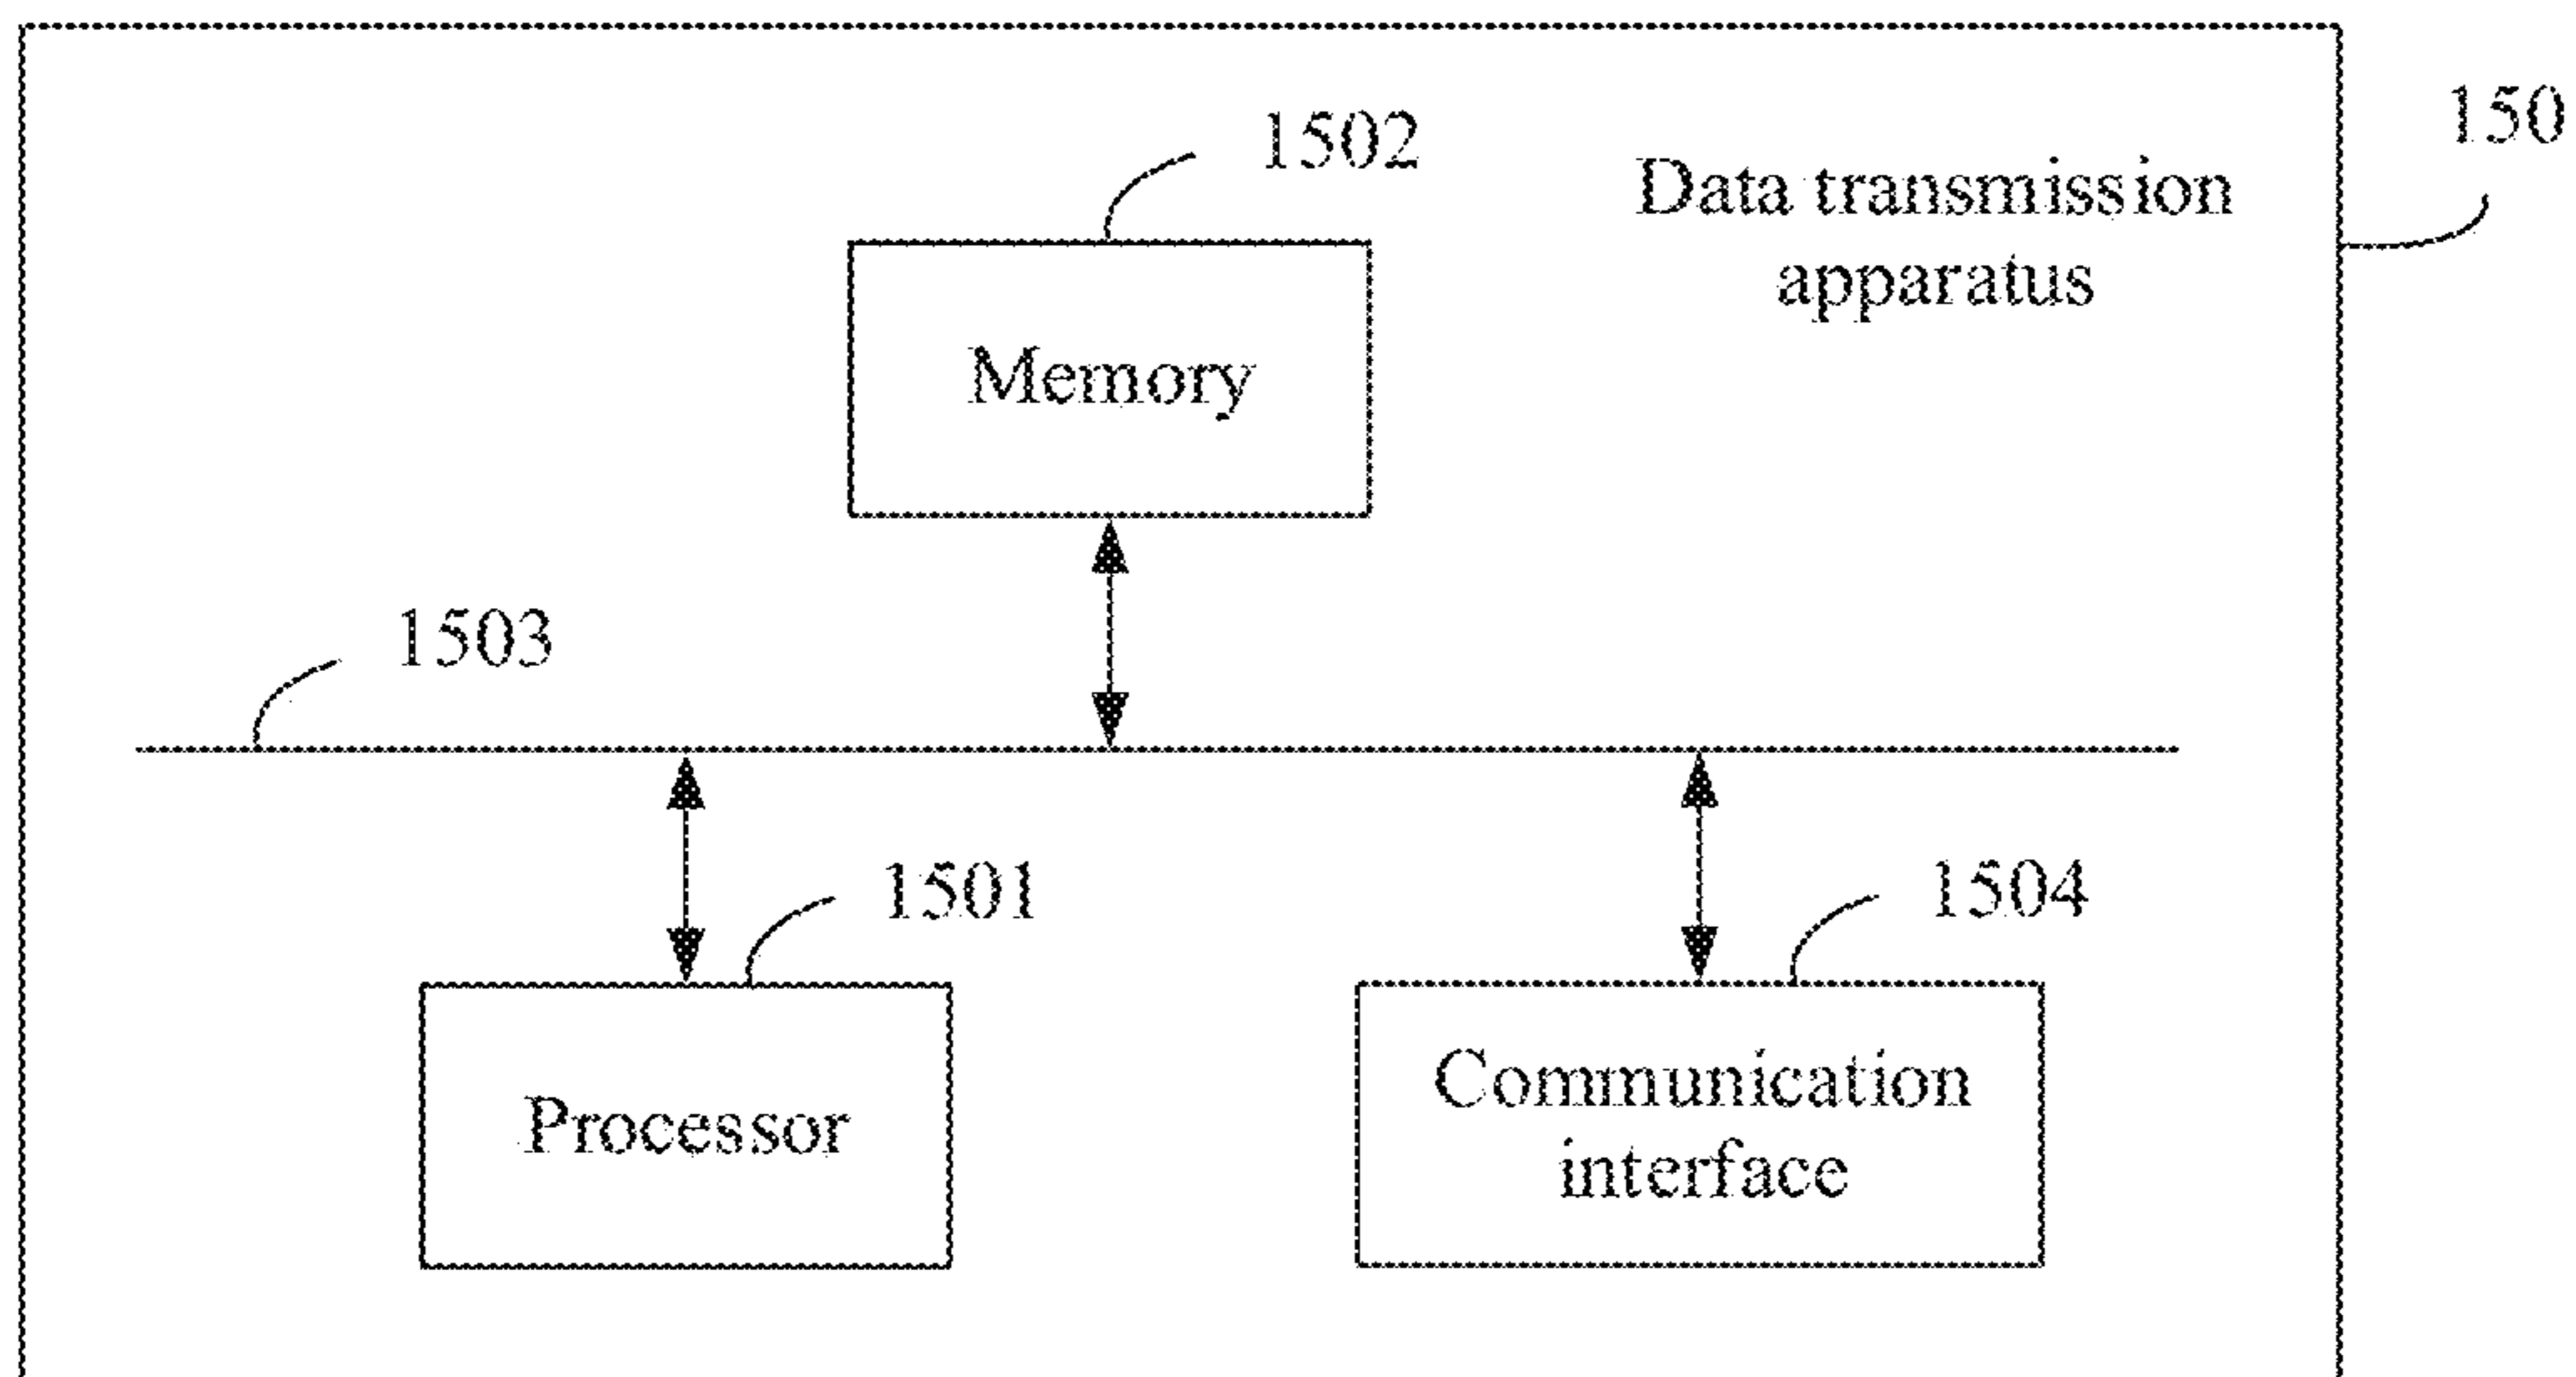 150
1502
Data transmission
apparatus
Memory
1503
1501
1504
Processor
Communication
interface